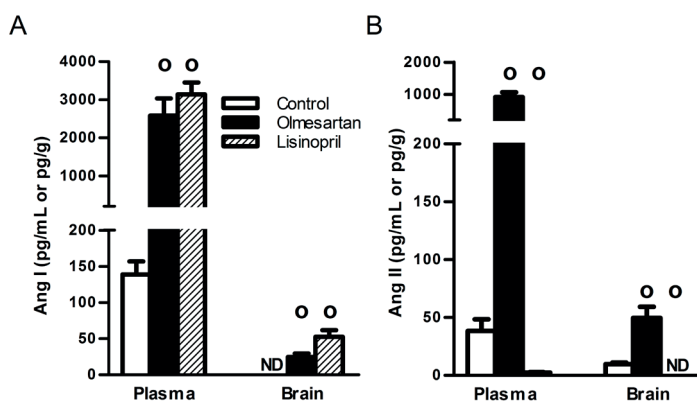 A
B
Ang I (pg/mL or pg/g)
4000
3000
2000
1000
200
150
100
50
0
O O
O O
Control
Olmesartan
Lisinopril
ND
Plasma
Brain
Ang II (pg/mL or pg/g)
2000
1000
200
150
100
50
0
O O
O O
ND
Plasma
Brain